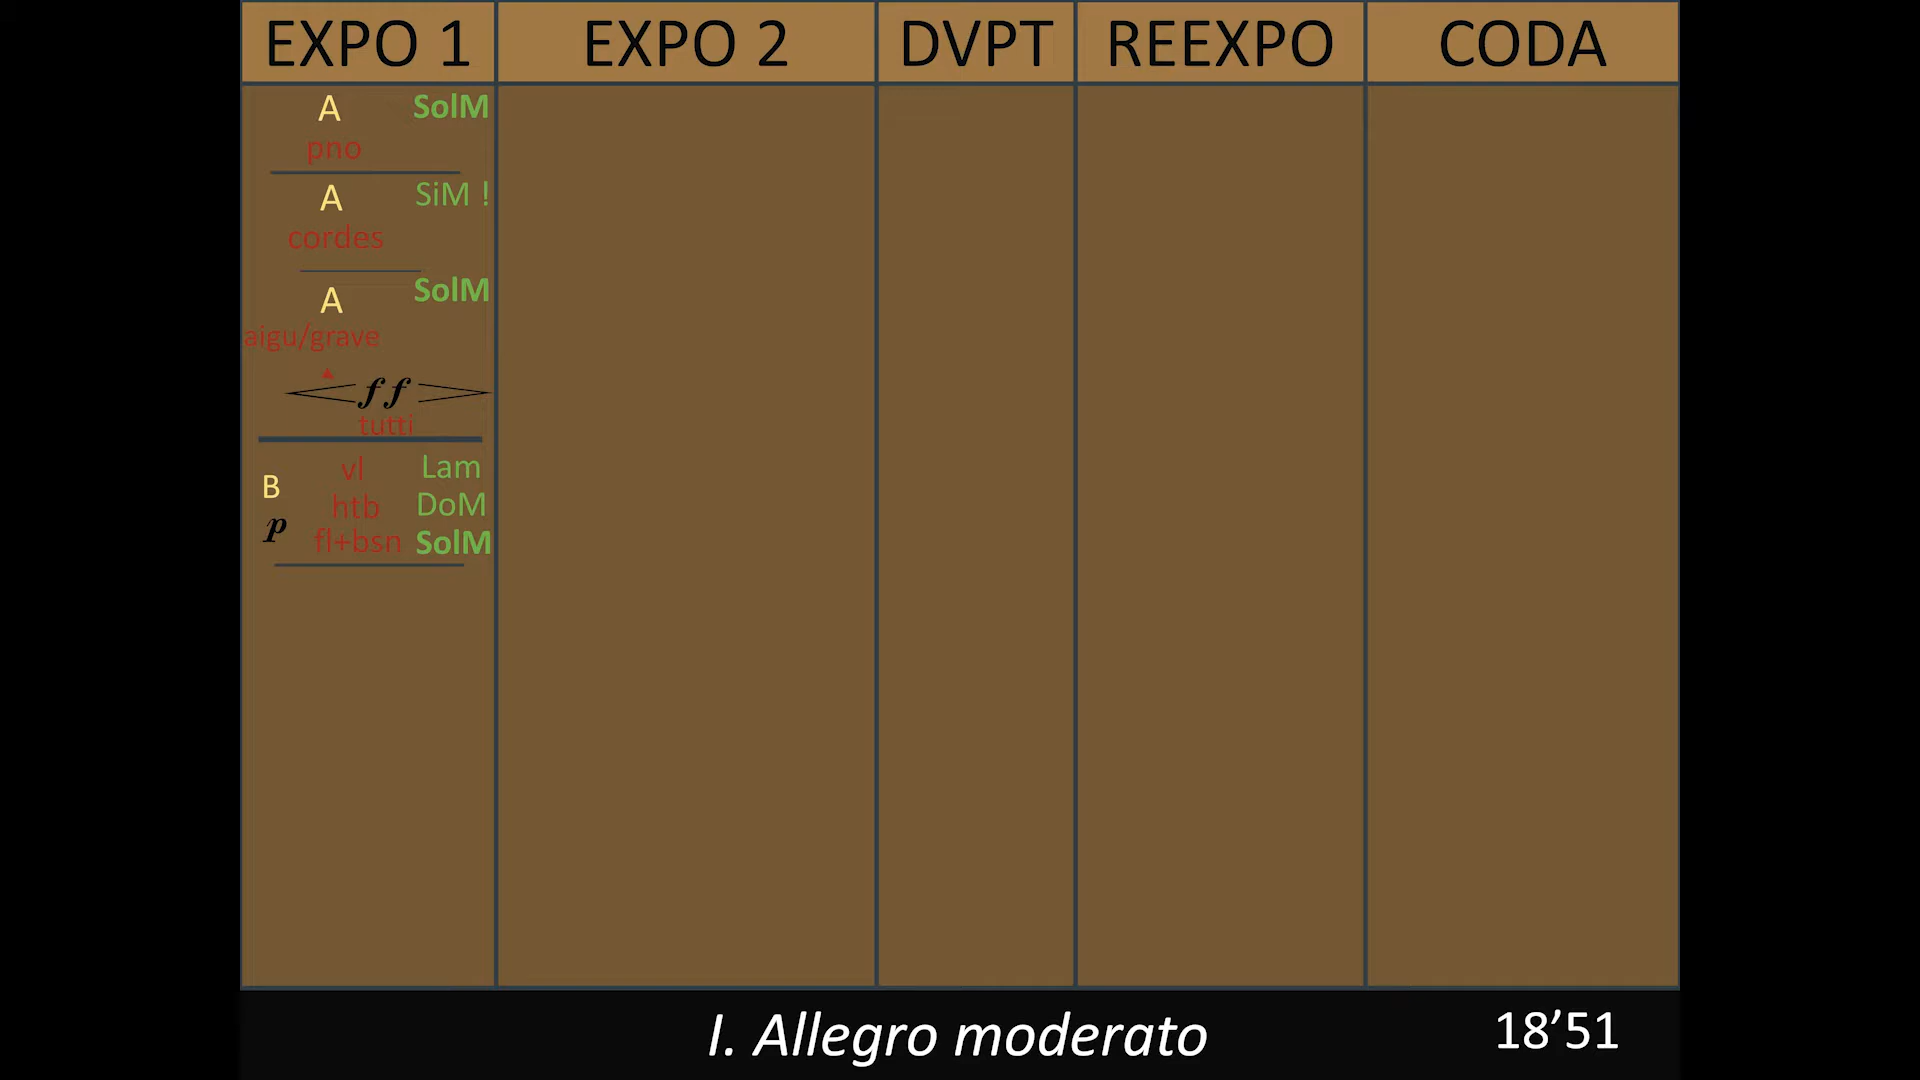 EXPO 1 EXPO 2 DVPT REEXPO CODA
A SolM
pno
A SiM !
cordes
A SolM
aigu/grave
ff
tutti
B vl Lam
p htb DoM
fl+bsn SolM
I. Allegro moderato 18’51